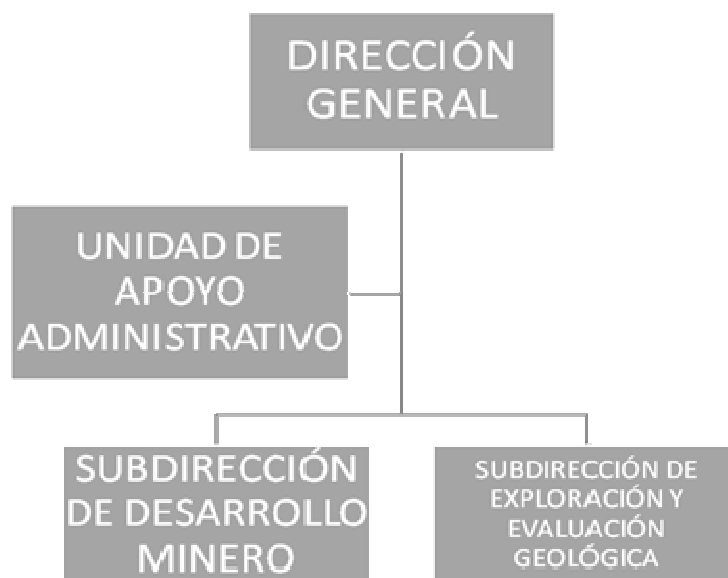 DIRECCIÓN
GENERAL
UNIDAD DE
APOYO
ADMINISTRATIVO
SUBDIRECCIÓN
DE DESARROLLO
MINERO
SUBDIRECCIÓN DE
EXPLORACIÓN Y
EVALUACIÓN
GEOLÓGICA